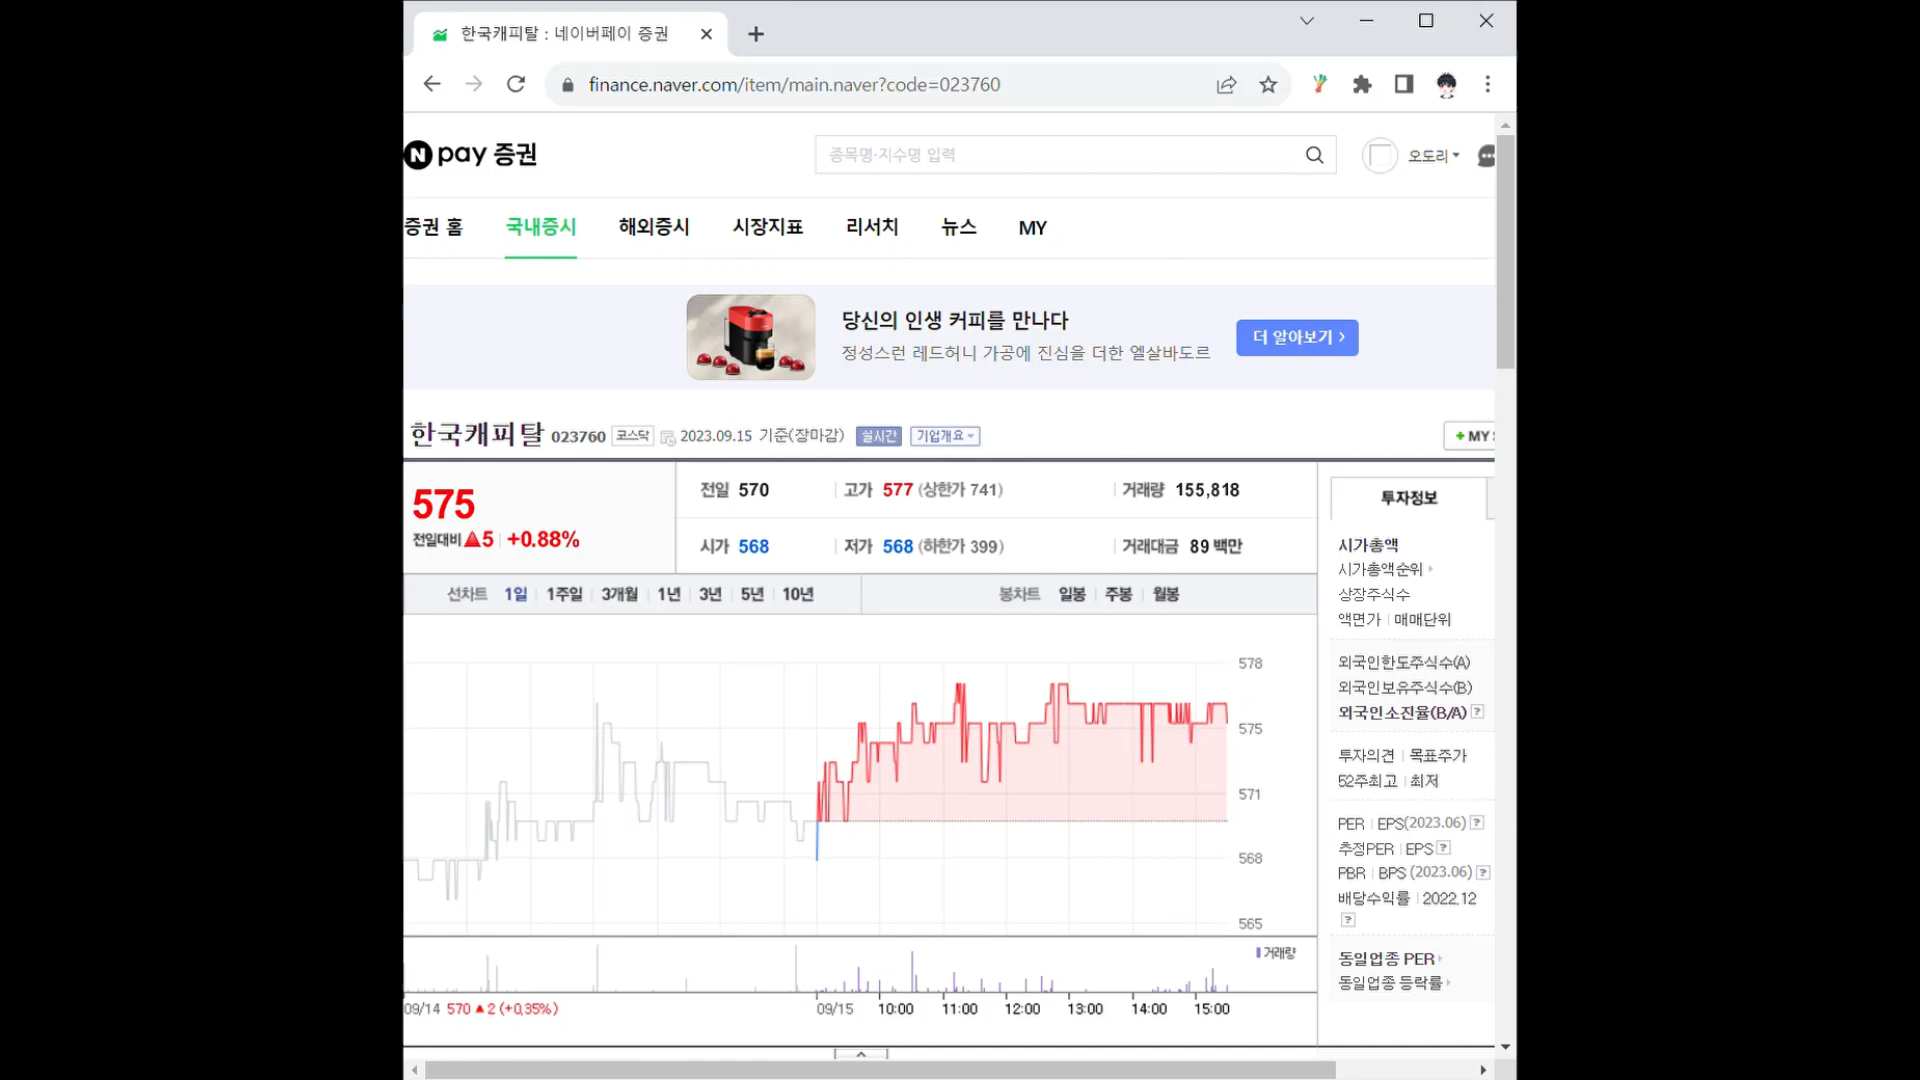 한국캐피탈 : 네이버페이 증권
finance.naver.com/item/main.naver?code=023760
N pay 증권
종목명·지수명 입력
오도리
증권 홈 국내증시 해외증시 시장지표 리서치 뉴스 MY
당신의 인생 커피를 만나다
정성스런 레드허니 가공에 진심을 더한 엘살바도르
더 알아보기 >
한국캐피탈 023760 코스닥 2023.09.15 기준(장마감) 실시간 기업개요
+ MY
575
전일대비 ▲5 +0.88%
전일 570 고가 577 (상한가 741) 거래량 155,818
시가 568 저가 568 (하한가 399) 거래대금 89 백만
선차트 1일 1주일 3개월 1년 3년 5년 10년
봉차트 일봉 주봉 월봉
578
575
571
568
565
거래량
09/14 570 ▲2 (+0.35%)
09/15 10:00 11:00 12:00 13:00 14:00 15:00
투자정보
시가총액
시가총액순위
상장주식수
액면가 매매단위
외국인한도주식수(A)
외국인보유주식수(B)
외국인소진율(B/A) ?
투자의견 목표주가
52주최고 최저
PER EPS(2023.06) ?
추정PER EPS ?
PBR BPS (2023.06) ?
배당수익률 2022.12
?
동일업종 PER
동일업종 등락률